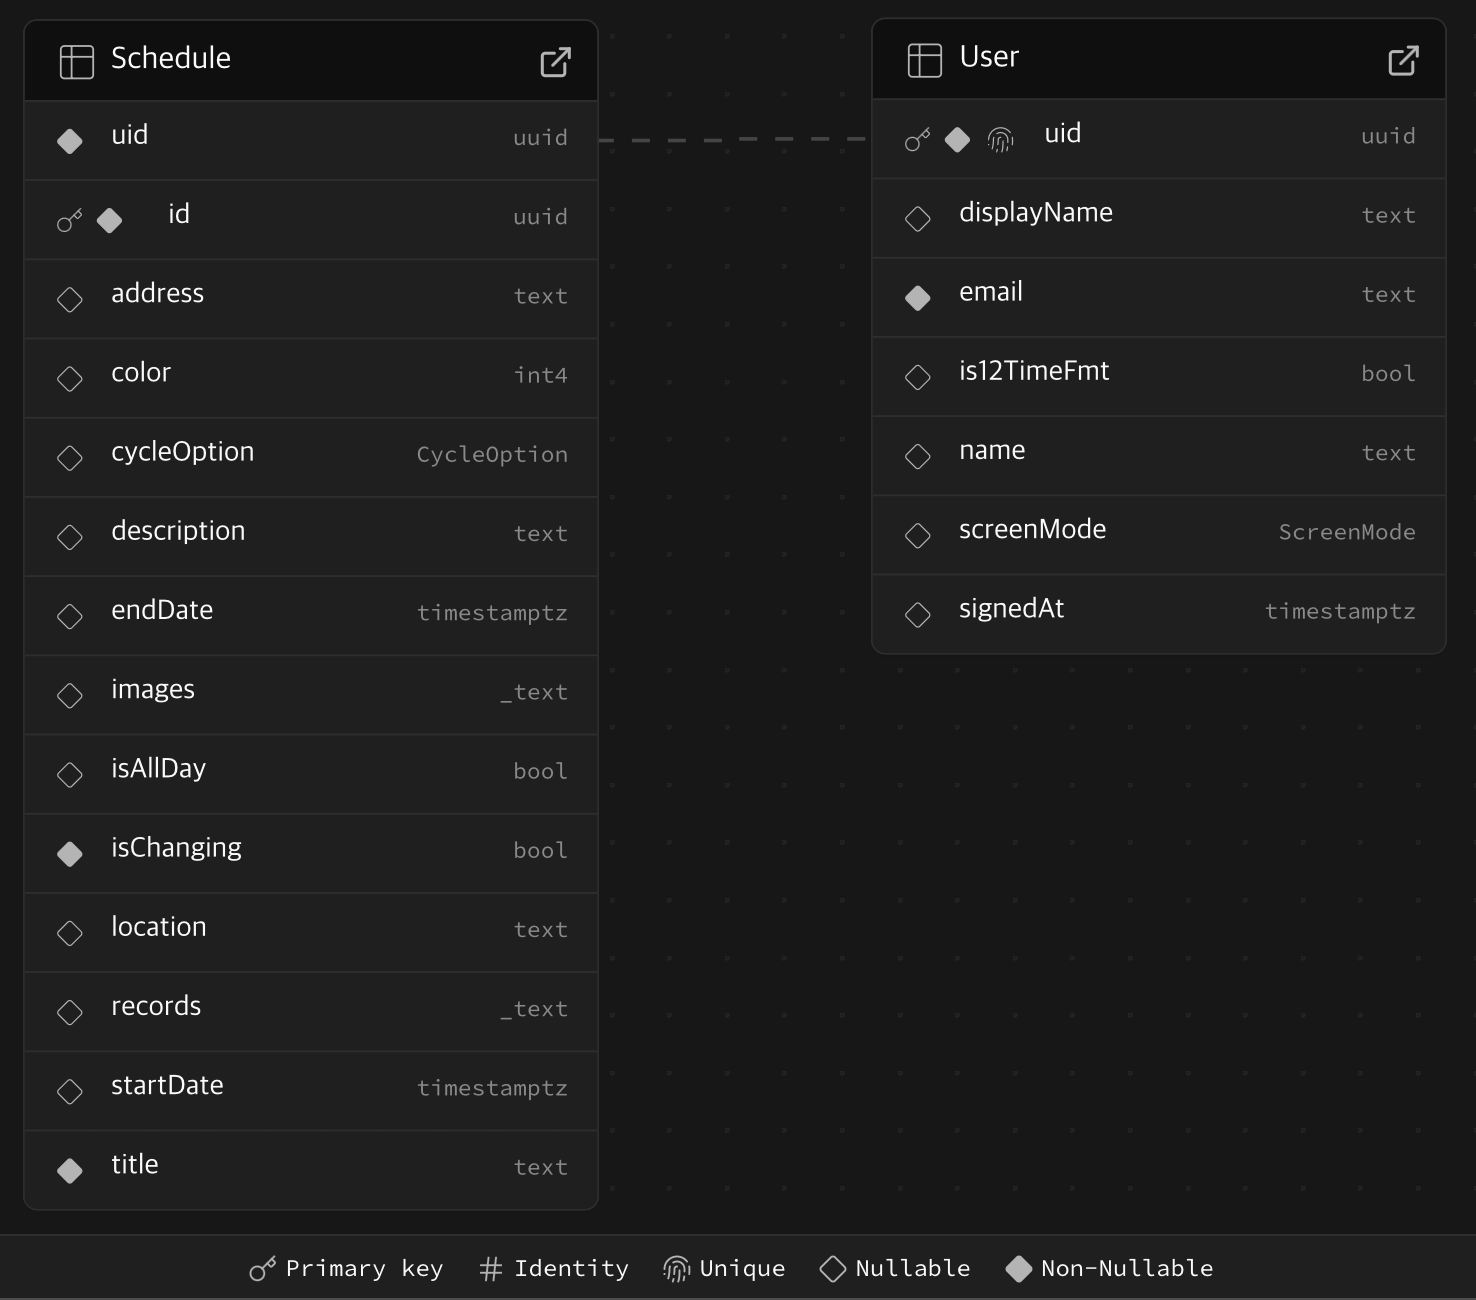 Schedule
uid uuid
id uuid
address text
color int4
cycleOption CycleOption
description text
endDate timestamptz
images _text
isAllDay bool
isChanging bool
location text
records _text
startDate timestamptz
title text
User
uid uuid
displayName text
email text
is12TimeFmt bool
name text
screenMode ScreenMode
signedAt timestamptz
Primary key # Identity Unique Nullable Non-Nullable